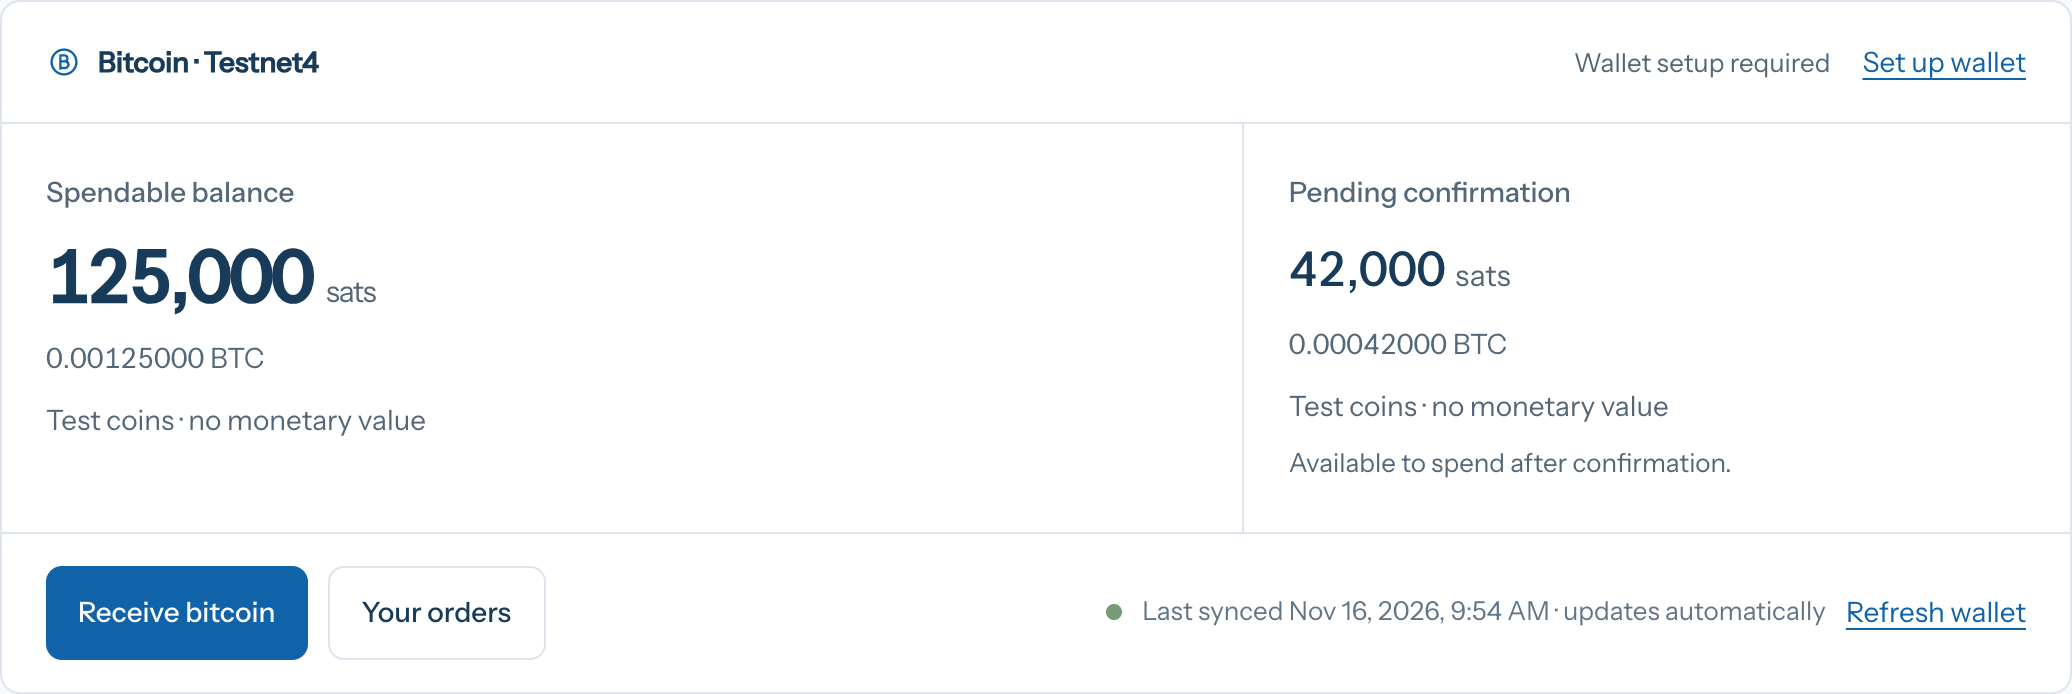 Bitcoin · Testnet4
Wallet setup required Set up wallet
Spendable balance
125,000 sats
0.00125000 BTC
Test coins · no monetary value
Pending confirmation
42,000 sats
0.00042000 BTC
Test coins · no monetary value
Available to spend after confirmation.
Receive bitcoin
Your orders
Last synced Nov 16, 2026, 9:54 AM · updates automatically Refresh wallet